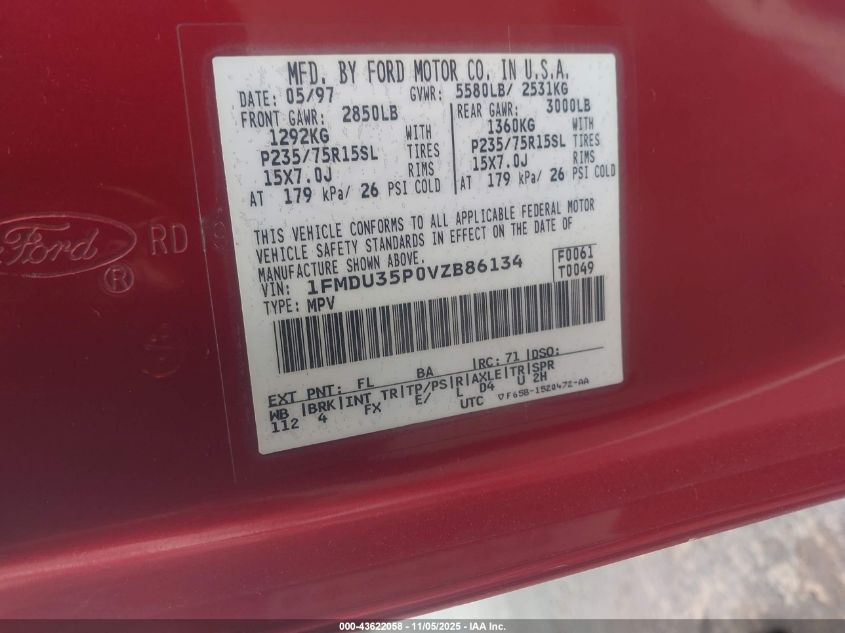 MFD. BY FORD MOTOR CO. IN U.S.A.
DATE: 05/97 GVWR: 5580LB/ 2531KG
FRONT GAWR: 2850LB REAR GAWR: 3000LB
1292KG WITH 1360KG WITH
P235/75R15SL TIRES P235/75R15SL TIRES
15X7.0J RIMS 15X7.0J RIMS
AT 179 kPa/ 26 PSI COLD AT 179 kPa/ 26 PSI COLD
THIS VEHICLE CONFORMS TO ALL APPLICABLE FEDERAL MOTOR
VEHICLE SAFETY STANDARDS IN EFFECT ON THE DATE OF
MANUFACTURE SHOWN ABOVE.
VIN: 1FMDU35P0VZB86134 F0061
TYPE: MPV T0049
EXT PNT: FL BA RC: 71 DSO:
WB BRK INT TR TP/PS R AXLE TR SPR
112 4 FX E/ L D4 U 2H
UTC ▽F65B-1520472-AA
Ford ® RD
000-43622058 - 11/05/2025 - IAA Inc.